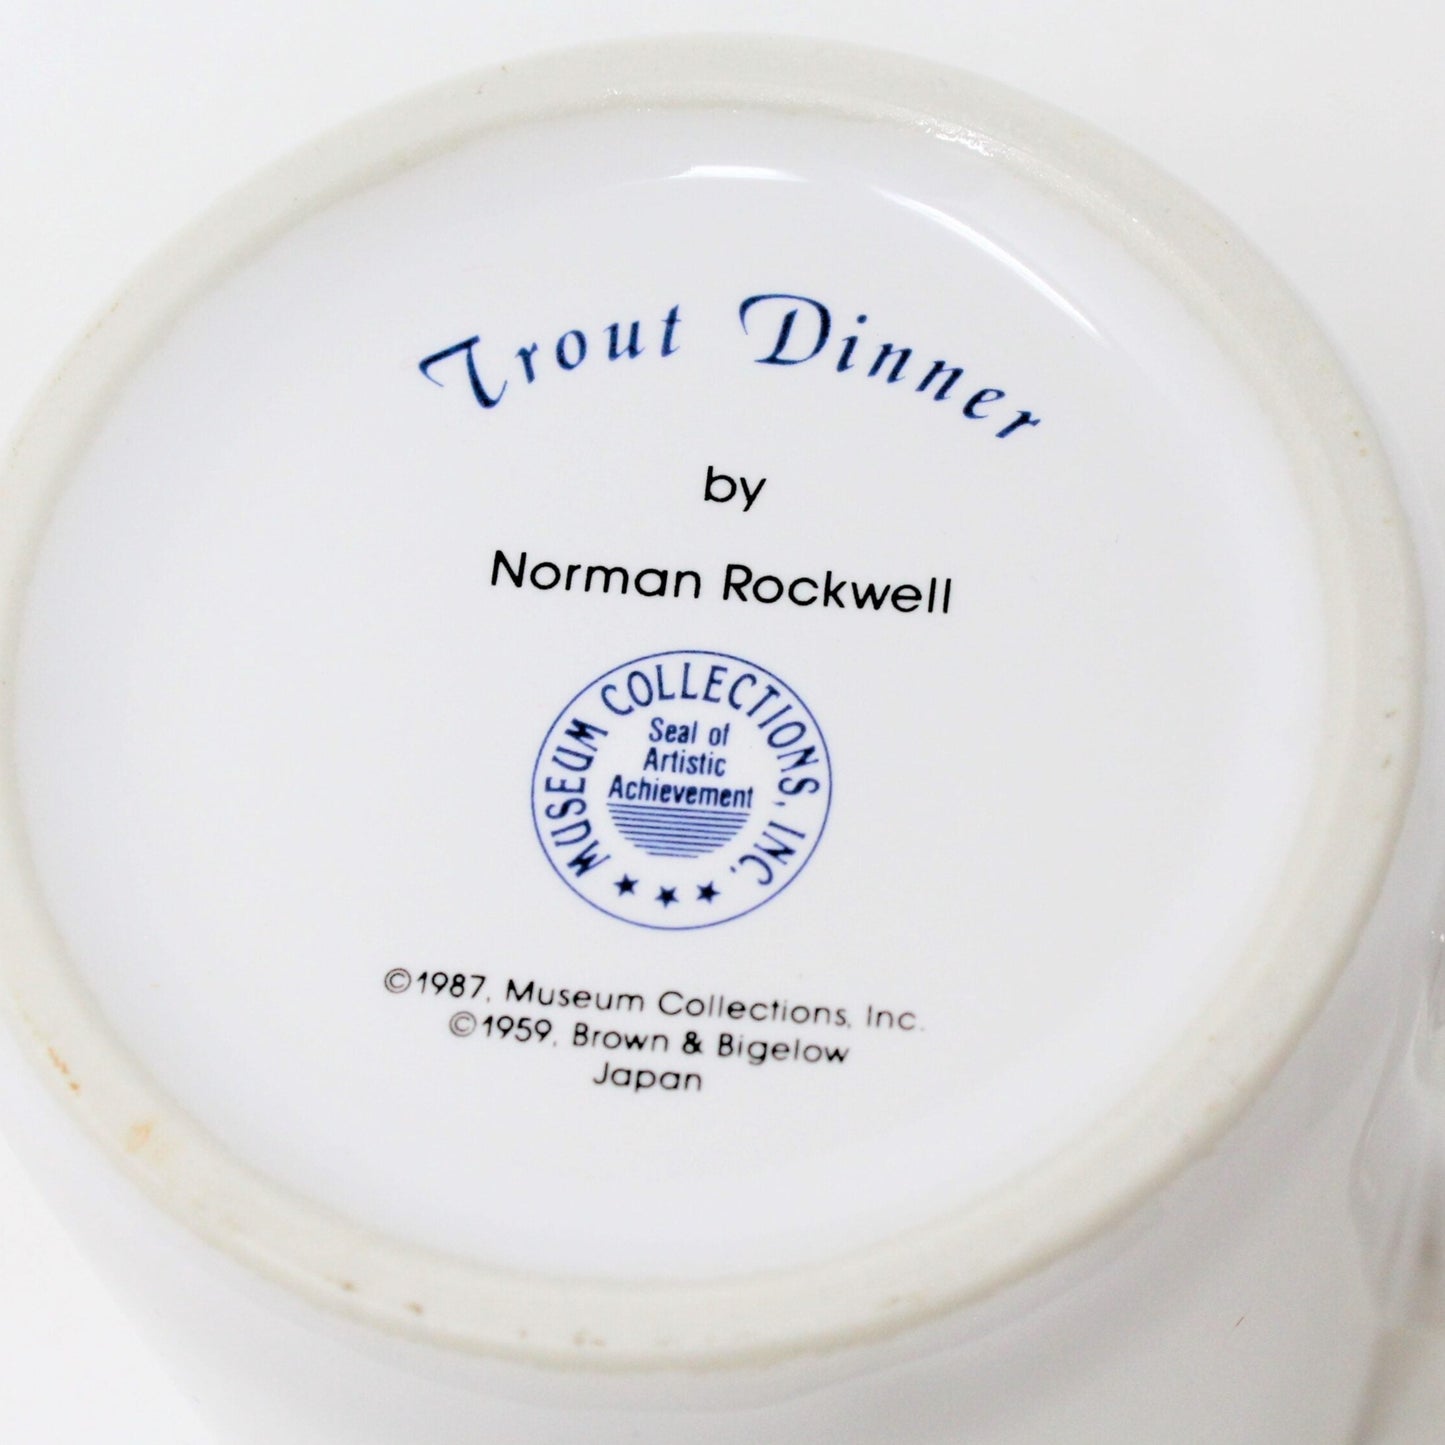 Trout Dinner
by
Norman Rockwell
MUSEUM COLLECTIONS, INC.
Seal of
Artistic
Achievement
©1987, Museum Collections, Inc.
©1959, Brown & Bigelow
Japan